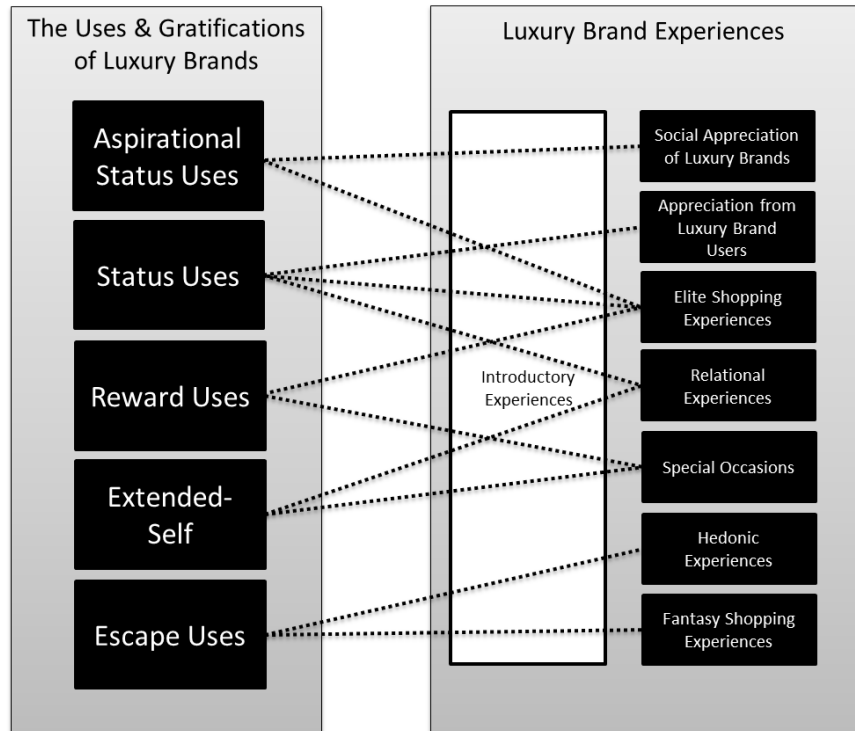 The Uses & Gratifications
of Luxury Brands
Aspirational
Status Uses
Status Uses
Reward Uses
Extended-
Self
Escape Uses
Luxury Brand Experiences
Introductory
Experiences
Social Appreciation
of Luxury Brands
Appreciation from
Luxury Brand
Users
Elite Shopping
Experiences
Relational
Experiences
Special Occasions
Hedonic
Experiences
Fantasy Shopping
Experiences